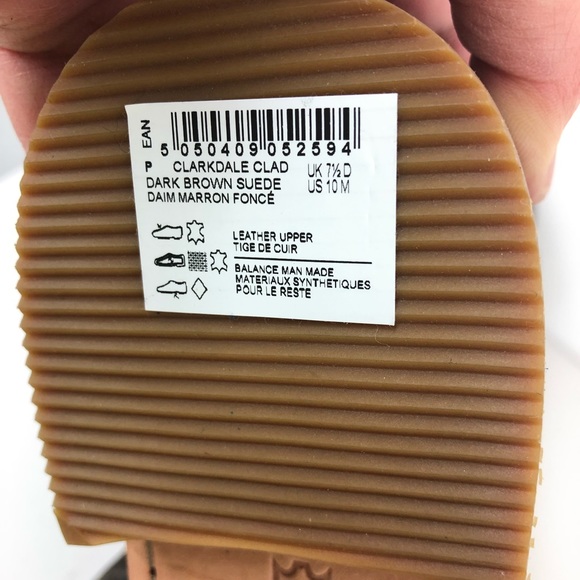 EAN
5 050409 052594
P CLARKDALE CLAD UK 7½ D
DARK BROWN SUEDE US 10 M
DAIM MARRON FONCÉ
LEATHER UPPER
TIGE DE CUIR
BALANCE MAN MADE
MATERIAUX SYNTHETIQUES
POUR LE RESTE